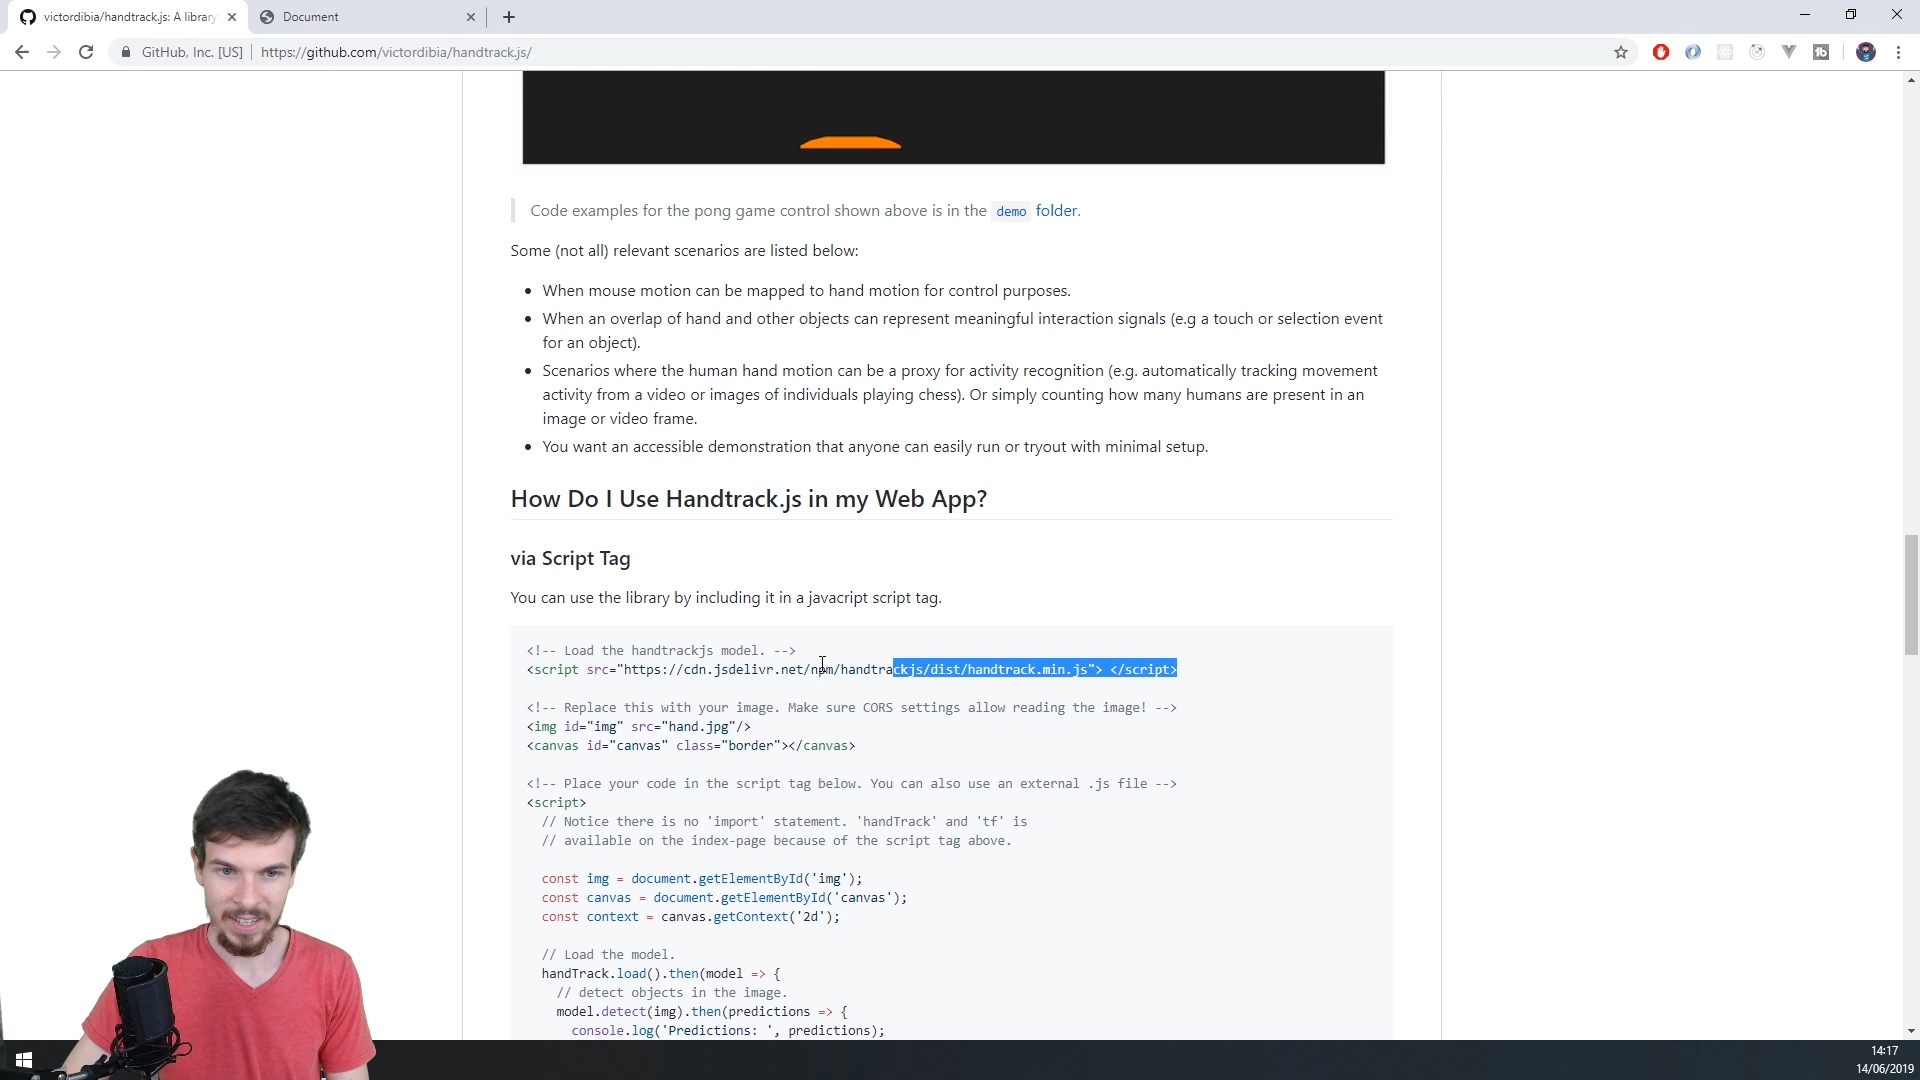 victordibia/handtrack.js: A library
Document
GitHub, Inc. [US]
https://github.com/victordibia/handtrack.js/
Code examples for the pong game control shown above is in the demo folder.
Some (not all) relevant scenarios are listed below:
When mouse motion can be mapped to hand motion for control purposes.
When an overlap of hand and other objects can represent meaningful interaction signals (e.g a touch or selection event
for an object).
Scenarios where the human hand motion can be a proxy for activity recognition (e.g. automatically tracking movement
activity from a video or images of individuals playing chess). Or simply counting how many humans are present in an
image or video frame.
You want an accessible demonstration that anyone can easily run or tryout with minimal setup.
How Do I Use Handtrack.js in my Web App?
via Script Tag
You can use the library by including it in a javacript script tag.
<!-- Load the handtrackjs model. -->
<script src="https://cdn.jsdelivr.net/npm/handtrackjs/dist/handtrack.min.js"> </script>
<!-- Replace this with your image. Make sure CORS settings allow reading the image! -->
<img id="img" src="hand.jpg"/>
<canvas id="canvas" class="border"></canvas>
<!-- Place your code in the script tag below. You can also use an external .js file -->
<script>
// Notice there is no 'import' statement. 'handTrack' and 'tf' is
// available on the index-page because of the script tag above.
const img = document.getElementById('img');
const canvas = document.getElementById('canvas');
const context = canvas.getContext('2d');
// Load the model.
handTrack.load().then(model => {
// detect objects in the image.
model.detect(img).then(predictions => {
console.log('Predictions: ', predictions);
14:17
14/06/2019